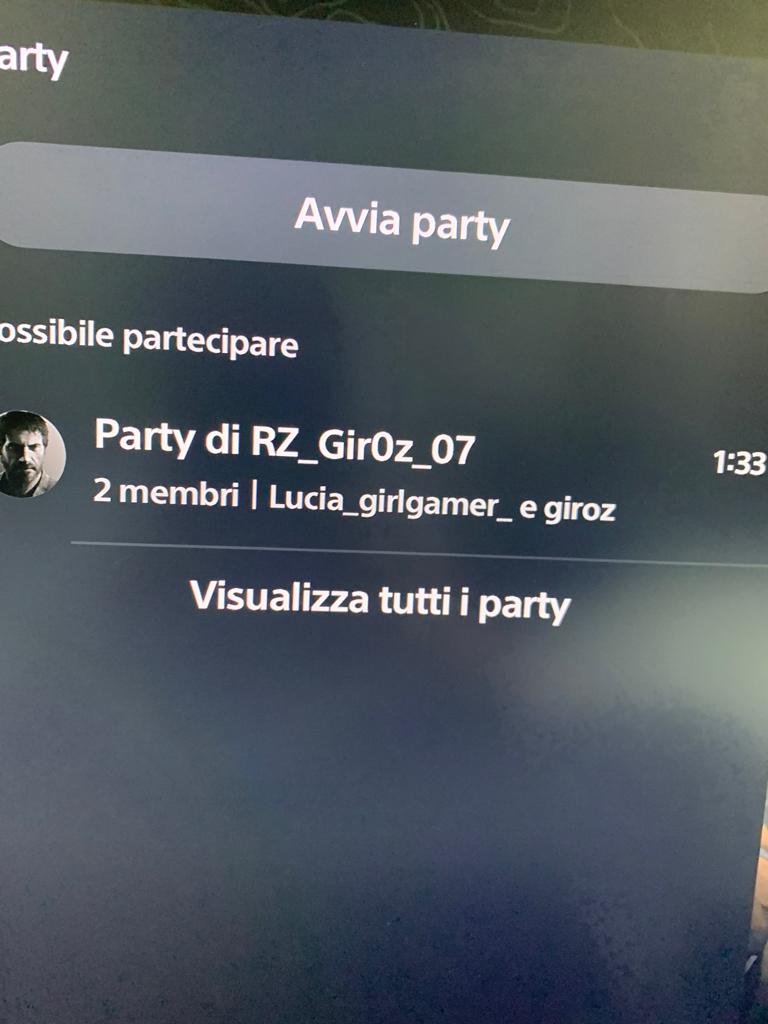 arty
Avvia party
ossibile partecipare
Party di RZ_Gir0z_07
1:33
2 membri | Lucia_girlgamer_ e giroz
Visualizza tutti i party